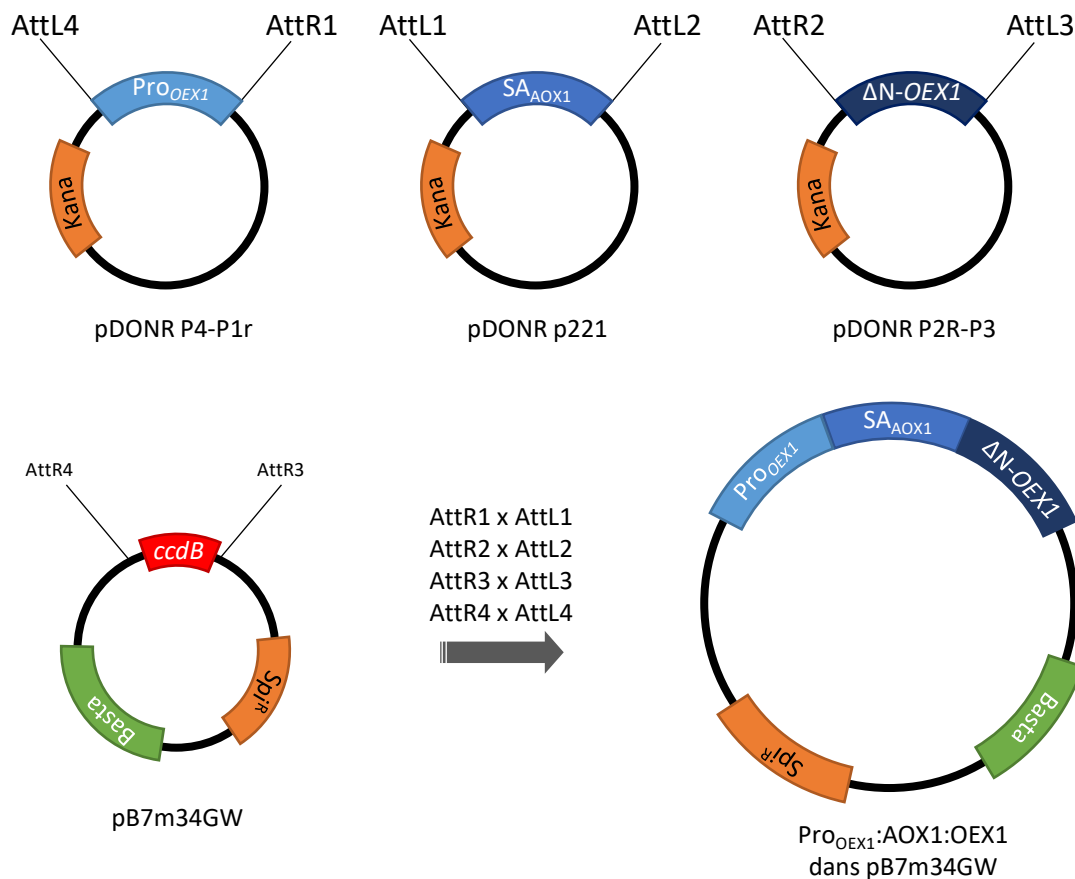 AttL4 AttR1 AttL1 AttL2 AttR2 AttL3
ProOEX1 SAAOX1 ΔN-OEX1
Kana Kana Kana
pDONR P4-P1r pDONR p221 pDONR P2R-P3
AttR4 AttR3
ccdB
Basta SpiR
pB7m34GW
AttR1 x AttL1
AttR2 x AttL2
AttR3 x AttL3
AttR4 x AttL4
ProOEX1 SAAOX1 ΔN-OEX1
SpiR Basta
ProOEX1:AOX1:OEX1
dans pB7m34GW